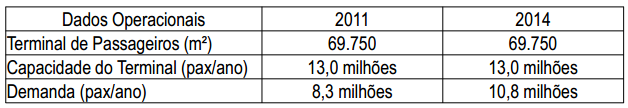 Dados Operacionais 2011 2014
Terminal de Passageiros (m²) 69.750 69.750
Capacidade do Terminal (pax/ano) 13,0 milhões 13,0 milhões
Demanda (pax/ano) 8,3 milhões 10,8 milhões